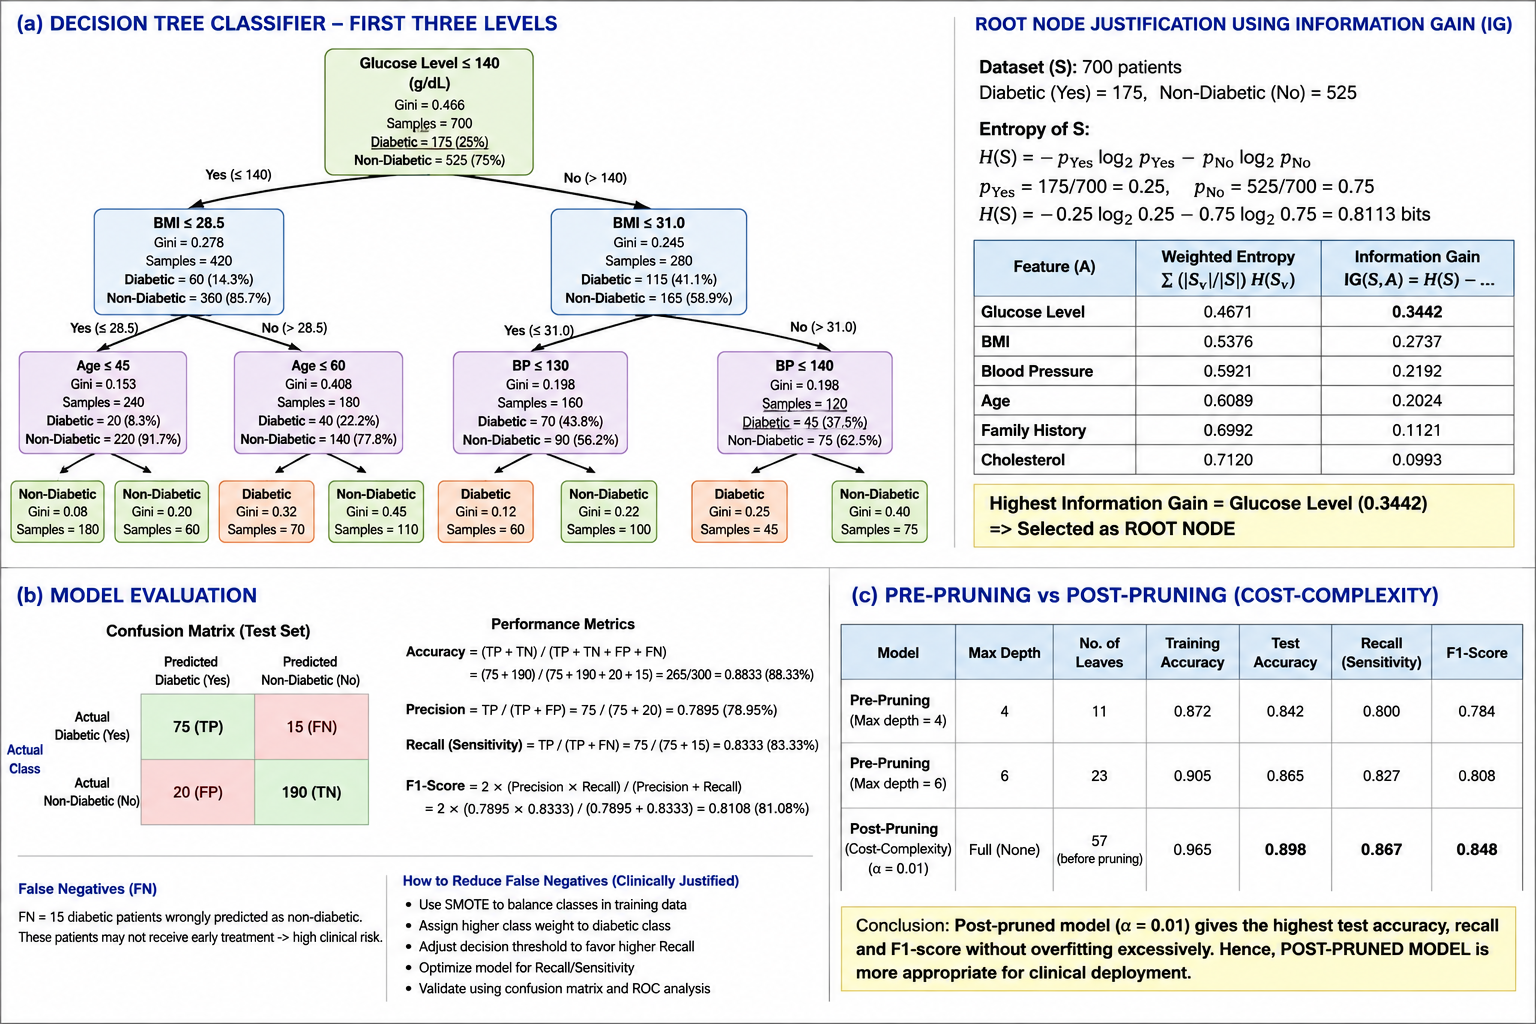 (a) DECISION TREE CLASSIFIER – FIRST THREE LEVELS
Glucose Level ≤ 140
(g/dL)
Gini = 0.466
Samples = 700
Diabetic = 175 (25%)
Non-Diabetic = 525 (75%)
Yes (≤ 140)
No (> 140)
BMI ≤ 28.5
Gini = 0.278
Samples = 420
Diabetic = 60 (14.3%)
Non-Diabetic = 360 (85.7%)
BMI ≤ 31.0
Gini = 0.245
Samples = 280
Diabetic = 115 (41.1%)
Non-Diabetic = 165 (58.9%)
Yes (≤ 28.5)
No (> 28.5)
Yes (≤ 31.0)
No (> 31.0)
Age ≤ 45
Gini = 0.153
Samples = 240
Diabetic = 20 (8.3%)
Non-Diabetic = 220 (91.7%)
Age ≤ 60
Gini = 0.408
Samples = 180
Diabetic = 40 (22.2%)
Non-Diabetic = 140 (77.8%)
BP ≤ 130
Gini = 0.198
Samples = 160
Diabetic = 70 (43.8%)
Non-Diabetic = 90 (56.2%)
BP ≤ 140
Gini = 0.198
Samples = 120
Diabetic = 45 (37.5%)
Non-Diabetic = 75 (62.5%)
Non-Diabetic
Gini = 0.08
Samples = 180
Non-Diabetic
Gini = 0.20
Samples = 60
Diabetic
Gini = 0.32
Samples = 70
Non-Diabetic
Gini = 0.45
Samples = 110
Diabetic
Gini = 0.12
Samples = 60
Non-Diabetic
Gini = 0.22
Samples = 100
Diabetic
Gini = 0.25
Samples = 45
Non-Diabetic
Gini = 0.40
Samples = 75
ROOT NODE JUSTIFICATION USING INFORMATION GAIN (IG)
Dataset (S): 700 patients
Diabetic (Yes) = 175, Non-Diabetic (No) = 525
Entropy of S:
H(S) = − p_Yes log₂ p_Yes − p_No log₂ p_No
p_Yes = 175/700 = 0.25, p_No = 525/700 = 0.75
H(S) = −0.25 log₂ 0.25 − 0.75 log₂ 0.75 = 0.8113 bits
Feature (A) Weighted Entropy Information Gain
∑ (|Sᵥ|/|S|) H(Sᵥ) IG(S, A) = H(S) − ...
Glucose Level 0.4671 0.3442
BMI 0.5376 0.2737
Blood Pressure 0.5921 0.2192
Age 0.6089 0.2024
Family History 0.6992 0.1121
Cholesterol 0.7120 0.0993
Highest Information Gain = Glucose Level (0.3442)
=> Selected as ROOT NODE
(b) MODEL EVALUATION
Confusion Matrix (Test Set)
Predicted
Diabetic (Yes)
Predicted
Non-Diabetic (No)
Actual
Class
Actual
Diabetic (Yes)
75 (TP) 15 (FN)
Actual
Non-Diabetic (No)
20 (FP) 190 (TN)
Performance Metrics
Accuracy = (TP + TN) / (TP + TN + FP + FN)
= (75 + 190) / (75 + 190 + 20 + 15) = 265/300 = 0.8833 (88.33%)
Precision = TP / (TP + FP) = 75 / (75 + 20) = 0.7895 (78.95%)
Recall (Sensitivity) = TP / (TP + FN) = 75 / (75 + 15) = 0.8333 (83.33%)
F1-Score = 2 × (Precision × Recall) / (Precision + Recall)
= 2 × (0.7895 × 0.8333) / (0.7895 + 0.8333) = 0.8108 (81.08%)
False Negatives (FN)
FN = 15 diabetic patients wrongly predicted as non-diabetic.
These patients may not receive early treatment -> high clinical risk.
How to Reduce False Negatives (Clinically Justified)
• Use SMOTE to balance classes in training data
• Assign higher class weight to diabetic class
• Adjust decision threshold to favor higher Recall
• Optimize model for Recall/Sensitivity
• Validate using confusion matrix and ROC analysis
(c) PRE-PRUNING vs POST-PRUNING (COST-COMPLEXITY)
Model Max Depth No. of Leaves Training Accuracy Test Accuracy Recall (Sensitivity) F1-Score
Pre-Pruning
(Max depth = 4) 4 11 0.872 0.842 0.800 0.784
Pre-Pruning
(Max depth = 6) 6 23 0.905 0.865 0.827 0.808
Post-Pruning
(Cost-Complexity)
(α = 0.01) Full (None) 57 (before pruning) 0.965 0.898 0.867 0.848
Conclusion: Post-pruned model (α = 0.01) gives the highest test accuracy, recall
and F1-score without overfitting excessively. Hence, POST-PRUNED MODEL is
more appropriate for clinical deployment.